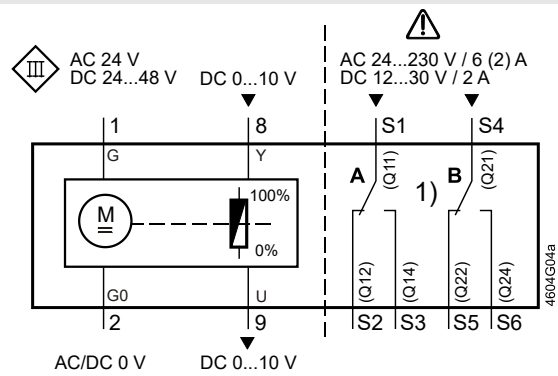 III
AC 24 V
DC 24...48 V
DC 0...10 V
AC 24...230 V / 6 (2) A
DC 12...30 V / 2 A
1
8
S1
S4
G
Y
A
(Q11)
1)
B
(Q21)
M
100%
0%
G0
U
(Q12)
(Q14)
(Q22)
(Q24)
2
9
S2
S3
S5
S6
AC/DC 0 V
DC 0...10 V
4604G04a